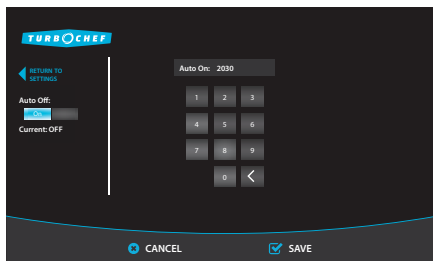 TURBOCHEF
RETURN TO
SETTINGS
Auto Off:
On
Current: OFF
Auto On: 2030
1 2 3
4 5 6
7 8 9
0 <
CANCEL
SAVE